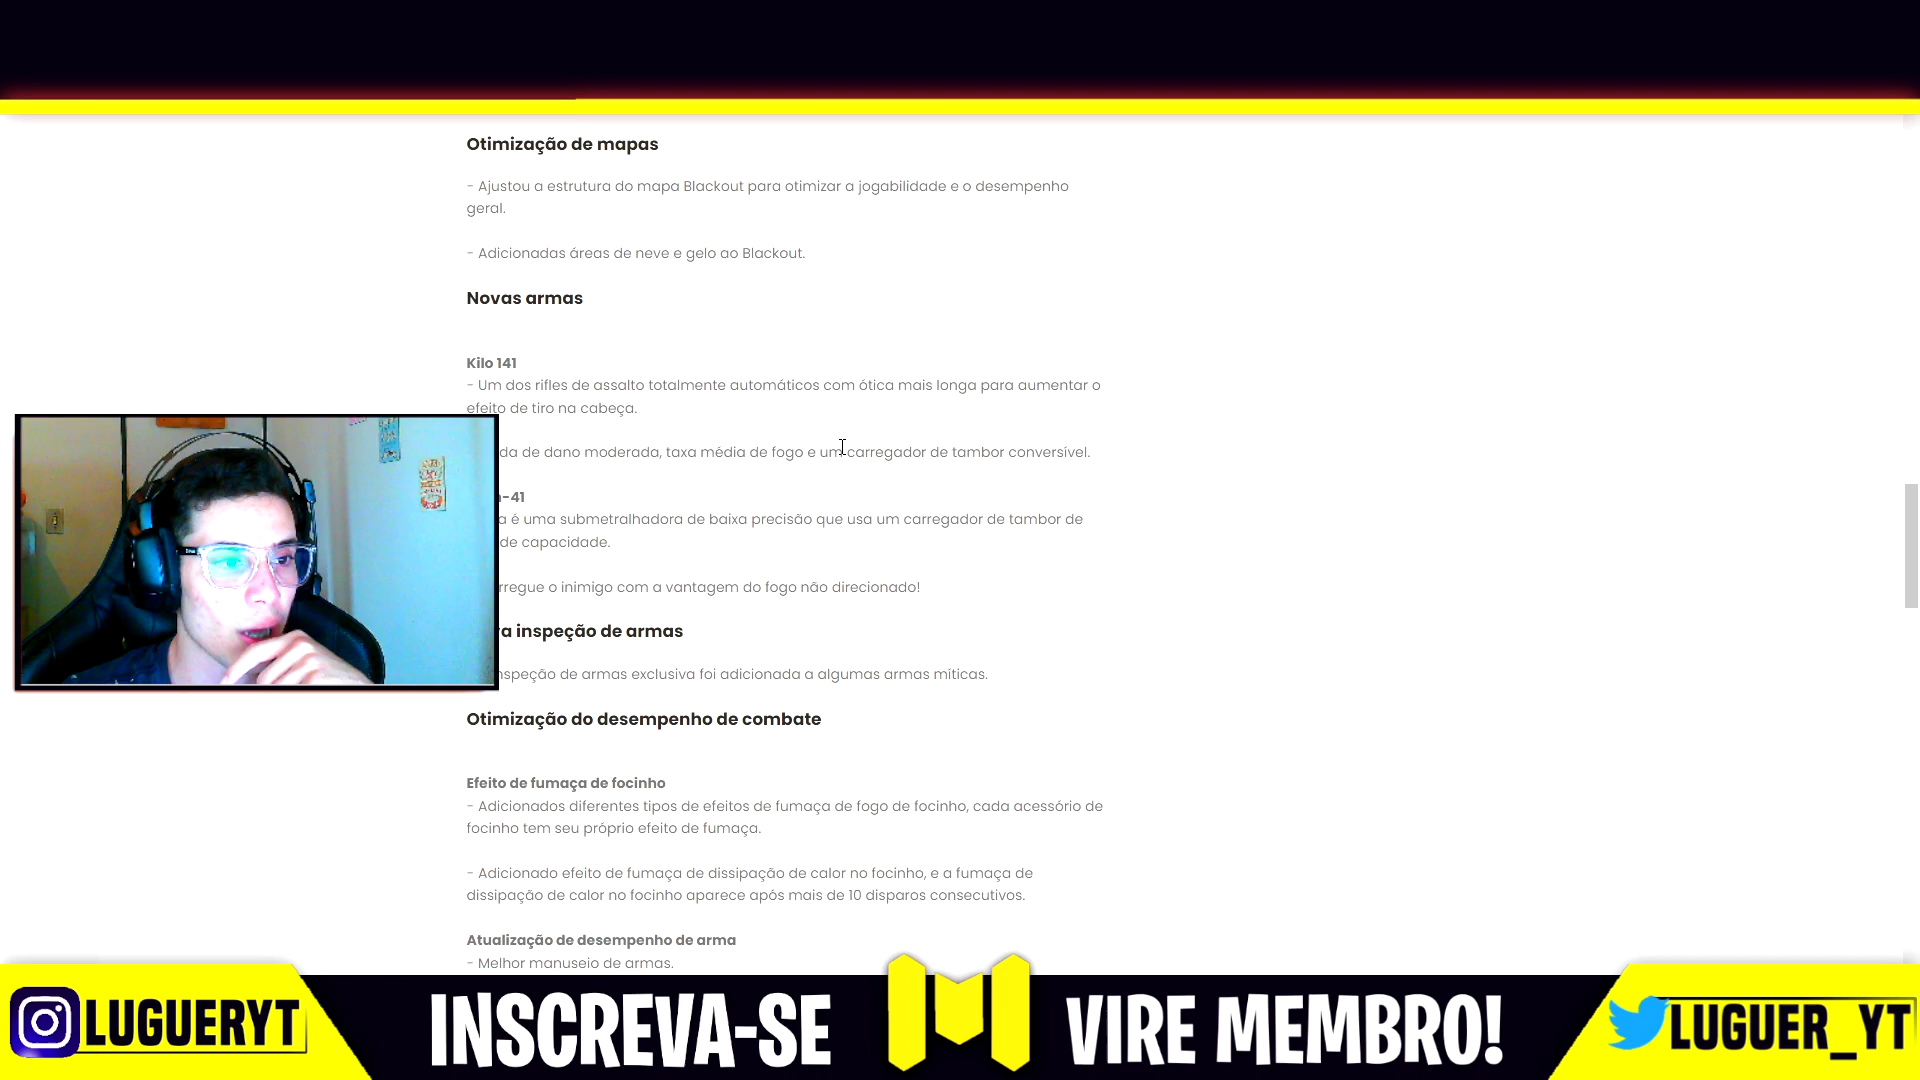 Otimização de mapas
- Ajustou a estrutura do mapa Blackout para otimizar a jogabilidade e o desempenho
geral.
- Adicionadas áreas de neve e gelo ao Blackout.
Novas armas
Kilo 141
- Um dos rifles de assalto totalmente automáticos com ótica mais longa para aumentar o
efeito de tiro na cabeça.
de dano moderada, taxa média de fogo e um carregador de tambor conversível.
-41
é uma submetralhadora de baixa precisão que usa um carregador de tambor de
de capacidade.
o inimigo com a vantagem do fogo não direcionado!
inspeção de armas
inspeção de armas exclusiva foi adicionada a algumas armas míticas.
Otimização do desempenho de combate
Efeito de fumaça de focinho
- Adicionados diferentes tipos de efeitos de fumaça de fogo de focinho, cada acessório de
focinho tem seu próprio efeito de fumaça.
- Adicionado efeito de fumaça de dissipação de calor no focinho, e a fumaça de
dissipação de calor no focinho aparece após mais de 10 disparos consecutivos.
Atualização de desempenho de arma
- Melhor manuseio de armas.
LUGUERYT
INSCREVA-SE
VIRE MEMBRO!
LUGUER_YT